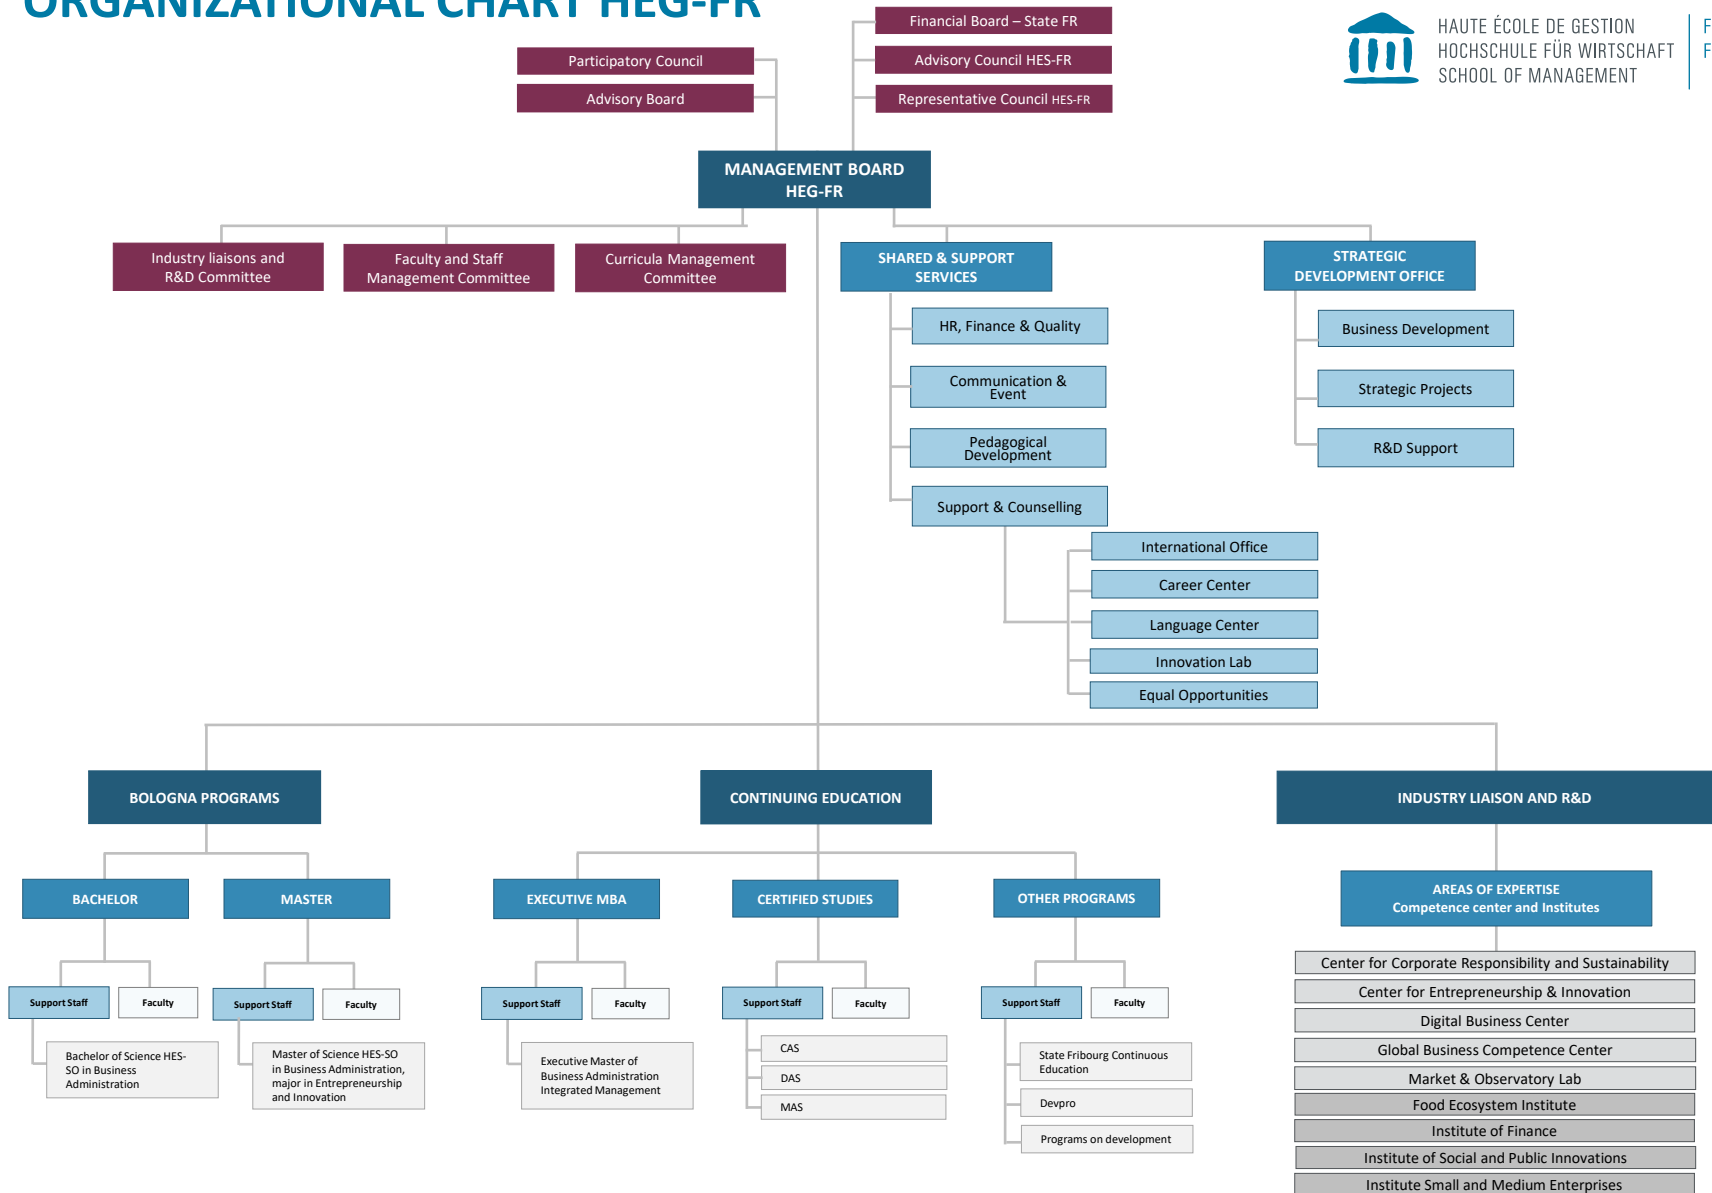 ORGANIZATIONAL CHART HEG-FR
HAUTE ÉCOLE DE GESTION
HOCHSCHULE FÜR WIRTSCHAFT
SCHOOL OF MANAGEMENT
F
F
Participatory Council
Advisory Board
Financial Board – State FR
Advisory Council HES-FR
Representative Council HES-FR
MANAGEMENT BOARD
HEG-FR
Industry liaisons and
R&D Committee
Faculty and Staff
Management Committee
Curricula Management
Committee
SHARED & SUPPORT
SERVICES
HR, Finance & Quality
Communication &
Event
Pedagogical
Development
Support & Counselling
International Office
Career Center
Language Center
Innovation Lab
Equal Opportunities
STRATEGIC
DEVELOPMENT OFFICE
Business Development
Strategic Projects
R&D Support
BOLOGNA PROGRAMS
BACHELOR
Support Staff
Faculty
Bachelor of Science HES-
SO in Business
Administration
MASTER
Support Staff
Faculty
Master of Science HES-SO
in Business Administration,
major in Entrepreneurship
and Innovation
CONTINUING EDUCATION
EXECUTIVE MBA
Support Staff
Faculty
Executive Master of
Business Administration
Integrated Management
CERTIFIED STUDIES
Support Staff
Faculty
CAS
DAS
MAS
OTHER PROGRAMS
Support Staff
Faculty
State Fribourg Continuous
Education
Devpro
Programs on development
INDUSTRY LIAISON AND R&D
AREAS OF EXPERTISE
Competence center and Institutes
Center for Corporate Responsibility and Sustainability
Center for Entrepreneurship & Innovation
Digital Business Center
Global Business Competence Center
Market & Observatory Lab
Food Ecosystem Institute
Institute of Finance
Institute of Social and Public Innovations
Institute Small and Medium Enterprises